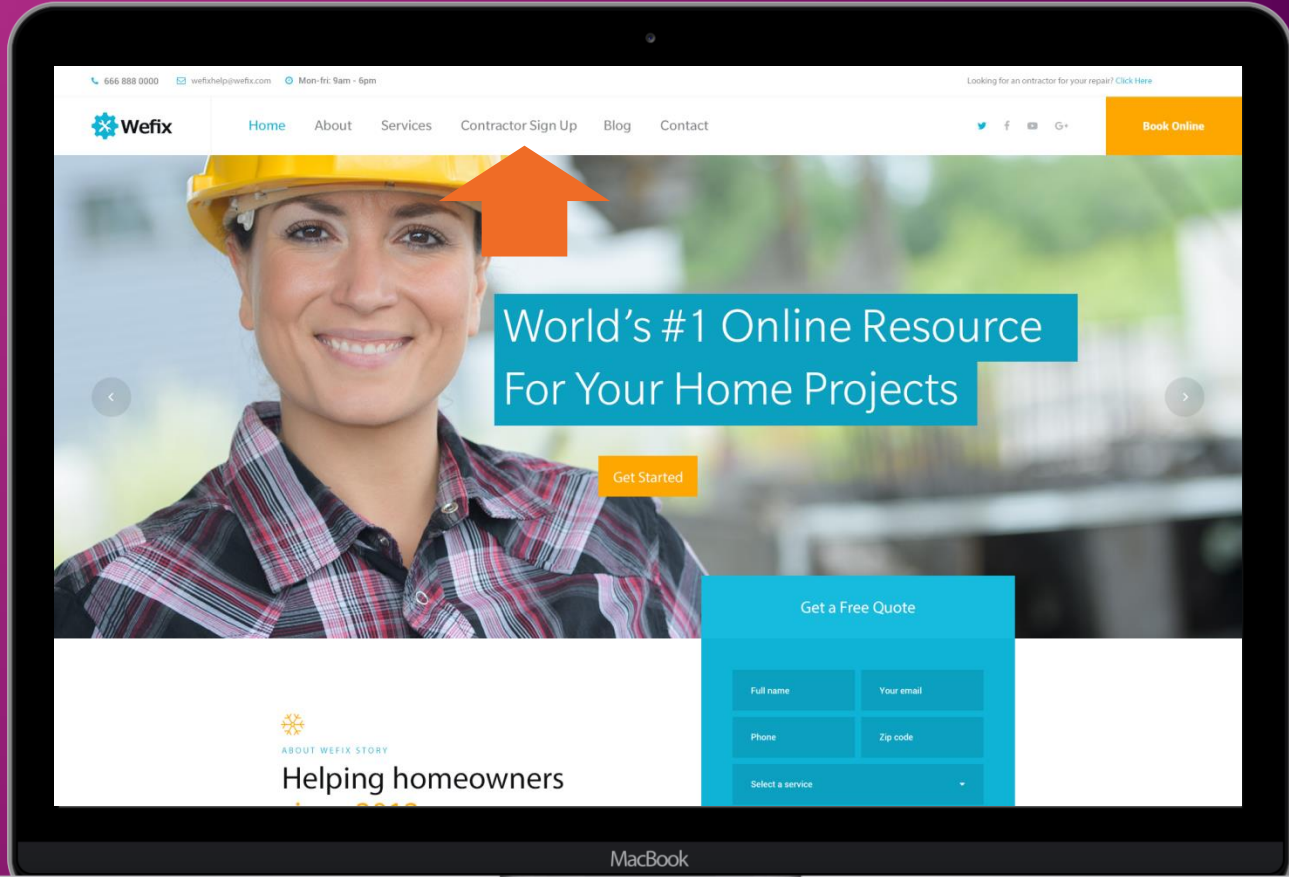 666 888 0000 wefixhelp@wefix.com Mon-fri: 9am - 6pm Looking for an ontractor for your repair? Click Here
Wefix Home About Services Contractor Sign Up Blog Contact G+ Book Online
World's #1 Online Resource
For Your Home Projects
Get Started
Get a Free Quote
Full name Your email
Phone Zip code
Select a service
ABOUT WEFIX STORY
Helping homeowners
MacBook